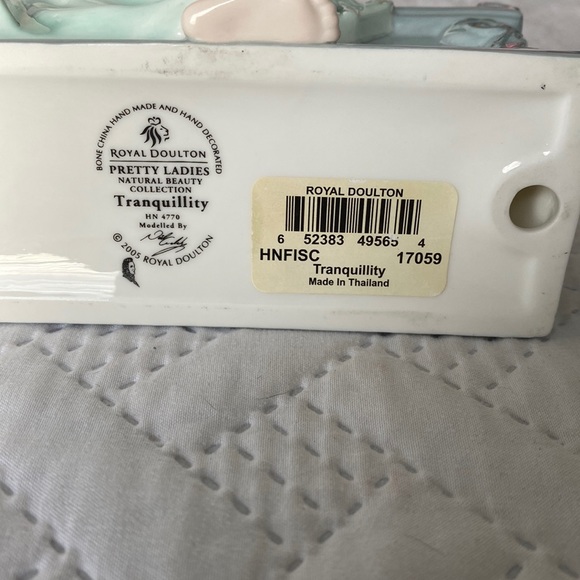 BONE CHINA HAND MADE AND HAND DECORATED
ROYAL DOULTON
PRETTY LADIES
NATURAL BEAUTY
COLLECTION
Tranquillity
HN 4770
Modelled By
© 2005 ROYAL DOULTON
ROYAL DOULTON
6 52383 49565 4
HNFISC 17059
Tranquillity
Made In Thailand